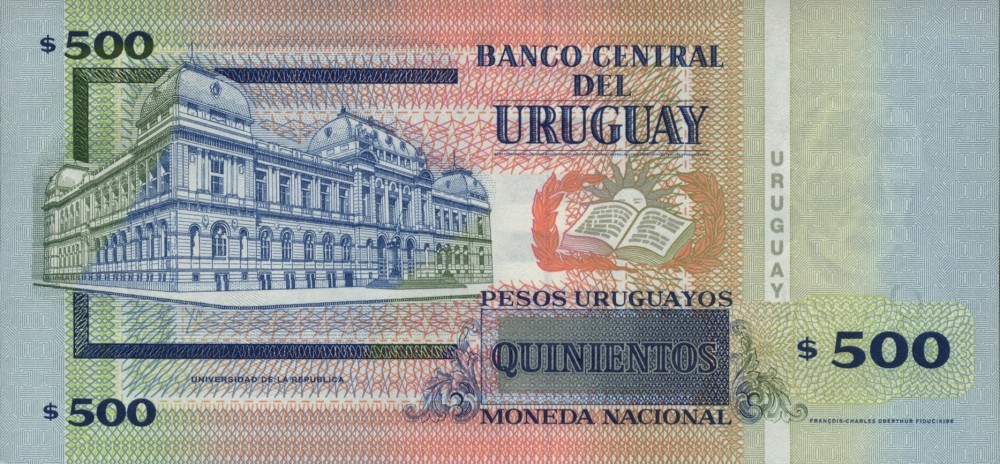 $ 500
BANCO CENTRAL
DEL
URUGUAY
URUGUAY
PESOS URUGUAYOS
QUINIENTOS
$ 500
UNIVERSIDAD DE LA REPUBLICA
$ 500
MONEDA NACIONAL
FRANÇOIS-CHARLES OBERTHUR FIDUCIAIRE